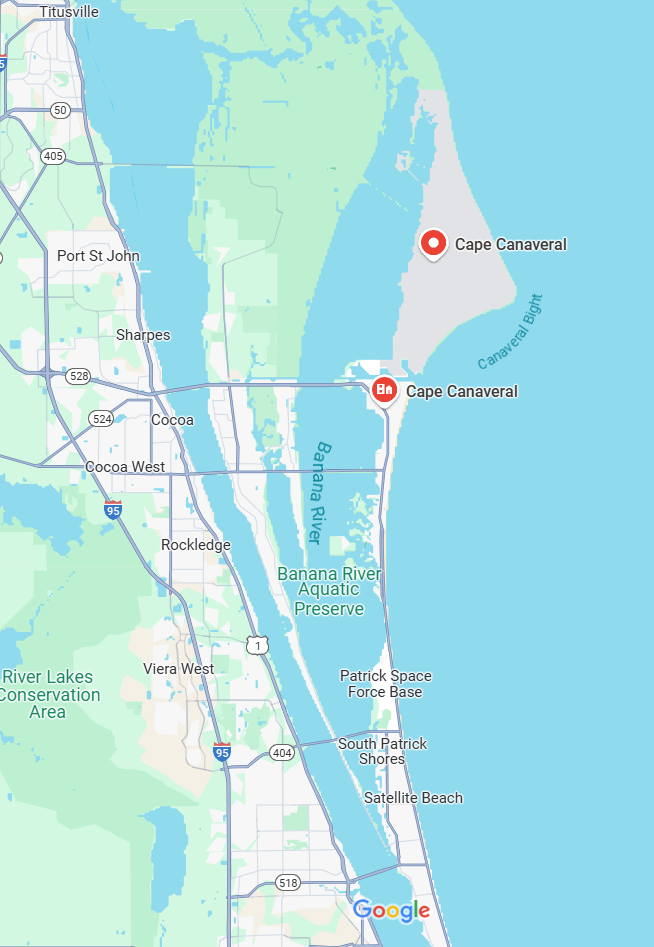 Titusville
5
50
405
Port St John
Cape Canaveral
Canaveral Bight
Sharpes
528
Cape Canaveral
524
Cocoa
Cocoa West
Banana River
95
Rockledge
Banana River
Aquatic
Preserve
1
Viera West
River Lakes
Conservation
Area
Patrick Space
Force Base
95
404
South Patrick
Shores
Satellite Beach
518
Google